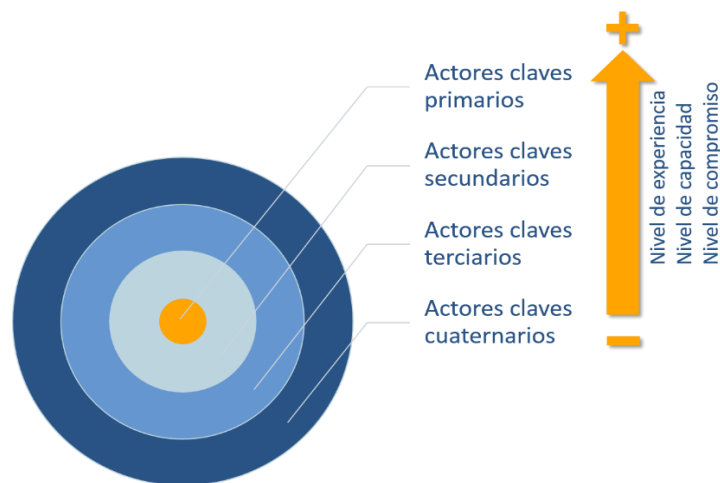 +
Actores claves
primarios
Actores claves
secundarios
Actores claves
terciarios
Actores claves
cuaternarios
Nivel de experiencia
Nivel de capacidad
Nivel de compromiso
-